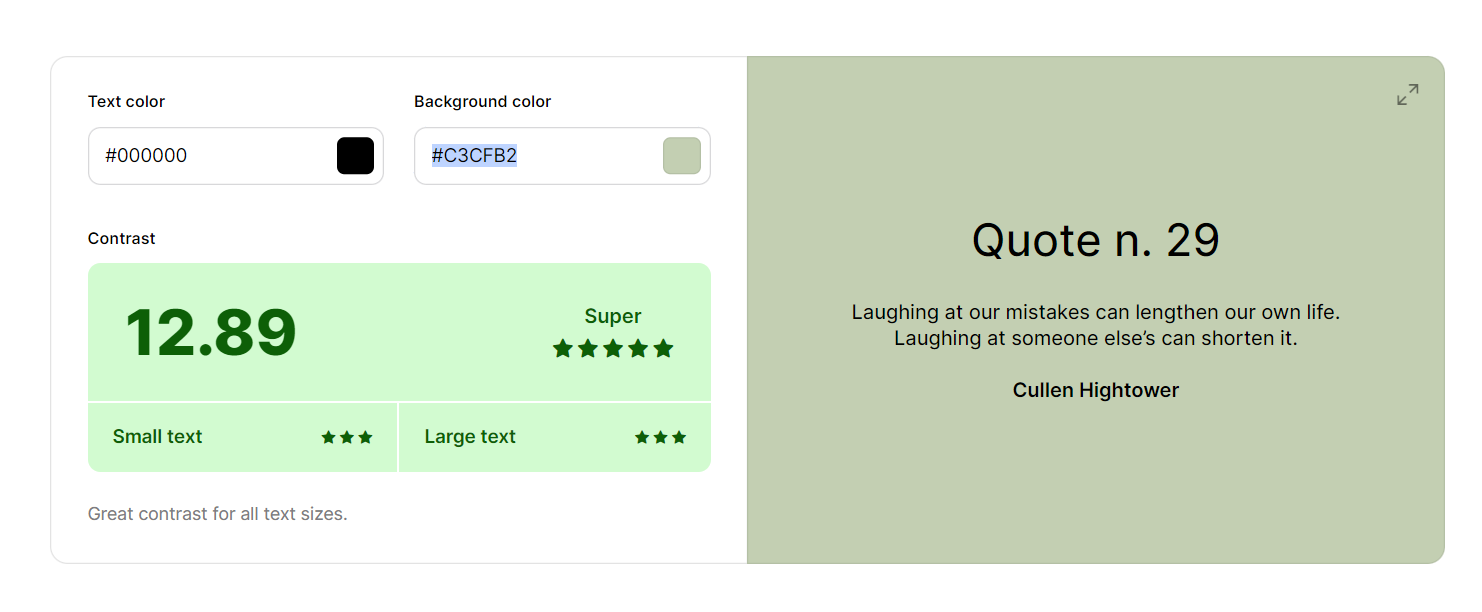 Text color
Background color
#000000
#C3CFB2
Contrast
12.89
Super
Small text
Large text
Great contrast for all text sizes.
Quote n. 29
Laughing at our mistakes can lengthen our own life.
Laughing at someone else’s can shorten it.
Cullen Hightower